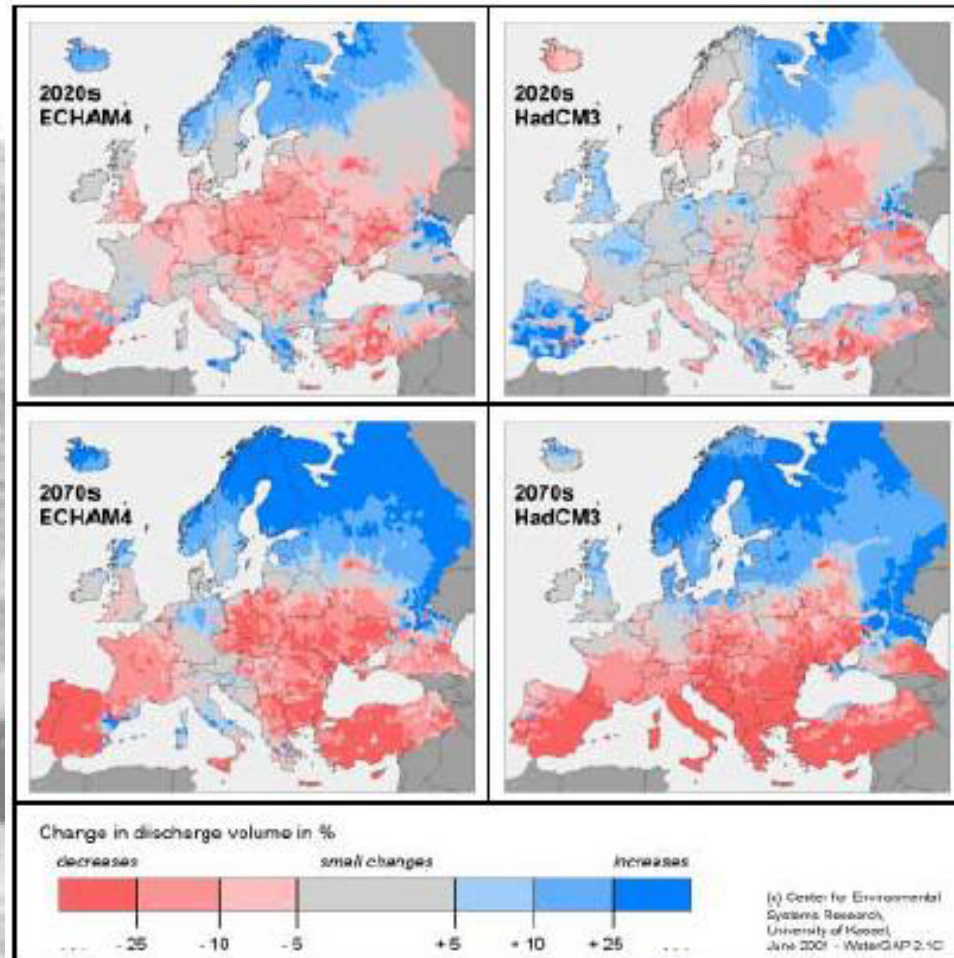 2020s
ECHAM4
2020s
HadCM3
2070s
ECHAM4
2070s
HadCM3
Change in discharge volume in %
decreases
small changes
increases
.... -25 -10 -5 +5 +10 +25 ...
(c) Center for Environmental
Systems Research,
University of Kassel,
June 2001 - WaterGAP 2.1C